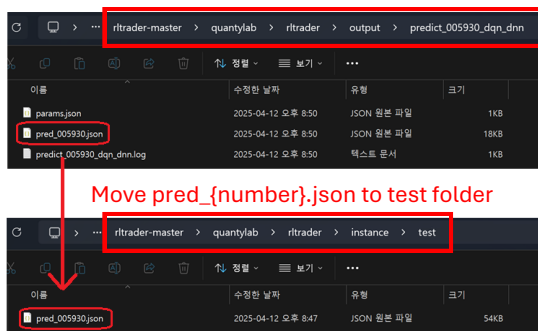 rltrader-master > quantylab > rltrader > output > predict_005930_dqn_dnn
정렬 보기
이름 수정한 날짜 유형 크기
params.json 2025-04-12 오후 8:50 JSON 원본 파일 1KB
pred_005930.json 2025-04-12 오후 8:50 JSON 원본 파일 18KB
predict_005930_dqn_dnn.log 2025-04-12 오후 8:50 텍스트 문서 1KB
Move pred_{number}.json to test folder
rltrader-master > quantylab > rltrader > instance > test
정렬 보기
이름 수정한 날짜 유형 크기
pred_005930.json 2025-04-12 오후 8:47 JSON 원본 파일 54KB